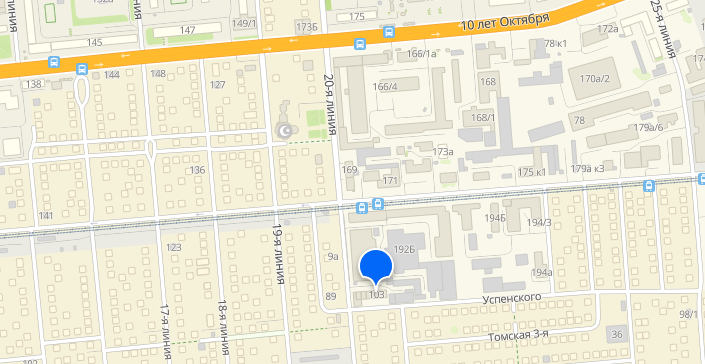 132а
149/1
173Б
175
10 лет Октября
172а
25-я линия
линия
145
147
78 к1
166/1а
линия
138
144
148
127
166/4
168
170а/2
20-я линия
168/1
78
179а/6
173а
136
169
171
175 к1
179а к3
141
194Б
194/3
123
19-я линия
192Б
9а
194а
89
103
Успенского
17-я линия
18-я линия
Томская 3-я
36
98/1